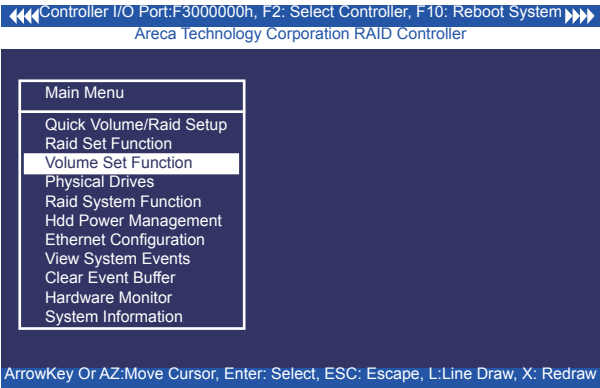 Controller I/O Port:F3000000h, F2: Select Controller, F10: Reboot System
Areca Technology Corporation RAID Controller
Main Menu
Quick Volume/Raid Setup
Raid Set Function
Volume Set Function
Physical Drives
Raid System Function
Hdd Power Management
Ethernet Configuration
View System Events
Clear Event Buffer
Hardware Monitor
System Information
ArrowKey Or AZ:Move Cursor, Enter: Select, ESC: Escape, L:Line Draw, X: Redraw